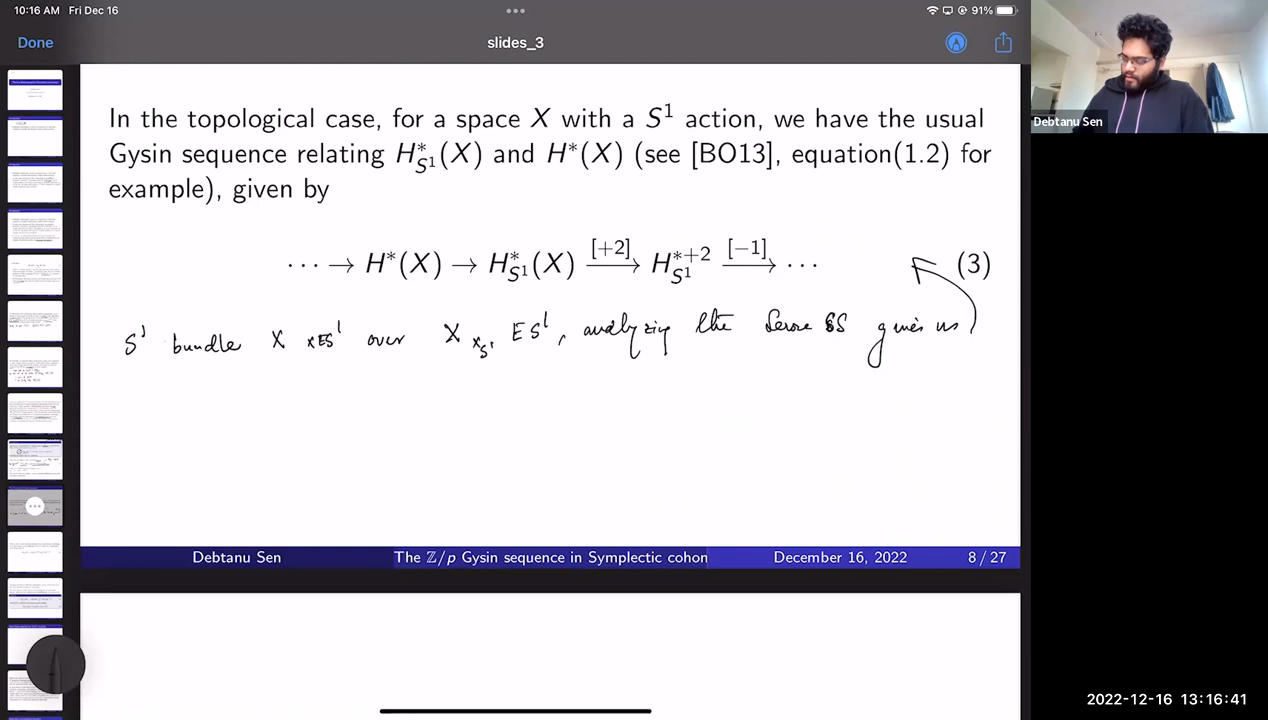 10:16 AM Fri Dec 16
91%
Done
slides_3
Debtanu Sen
In the topological case, for a space X with a S¹ action, we have the usual
Gysin sequence relating H*_{S¹}(X) and H*(X) (see [BO13], equation(1.2) for
example), given by
⋯ → H*(X) → H*_{S¹}(X) —[+2]→ H^{*+2}_{S¹} —[−1]→ ⋯ (3)
S¹ bundle X × ES¹ over X ×_{S¹} ES¹, analyzing the Serre SS gives us
Debtanu Sen The ℤ/p Gysin sequence in Symplectic cohon December 16, 2022 8 / 27
2022-12-16 13:16:41